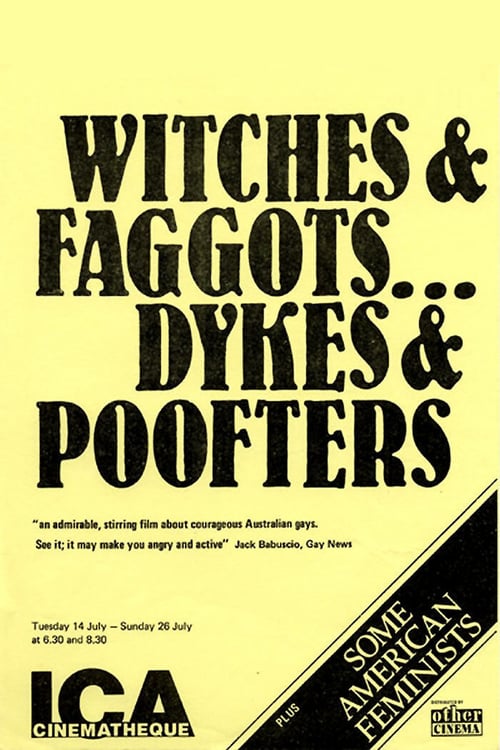 WITCHES &
FAGGOTS...
DYKES &
POOFTERS
"an admirable, stirring film about courageous Australian gays.
See it; it may make you angry and active" Jack Babuscio, Gay News
Tuesday 14 July — Sunday 26 July
at 6.30 and 8.30
ICA
CINEMATHEQUE
PLUS
SOME
AMERICAN
FEMINISTS
DISTRIBUTED BY
other
CINEMA